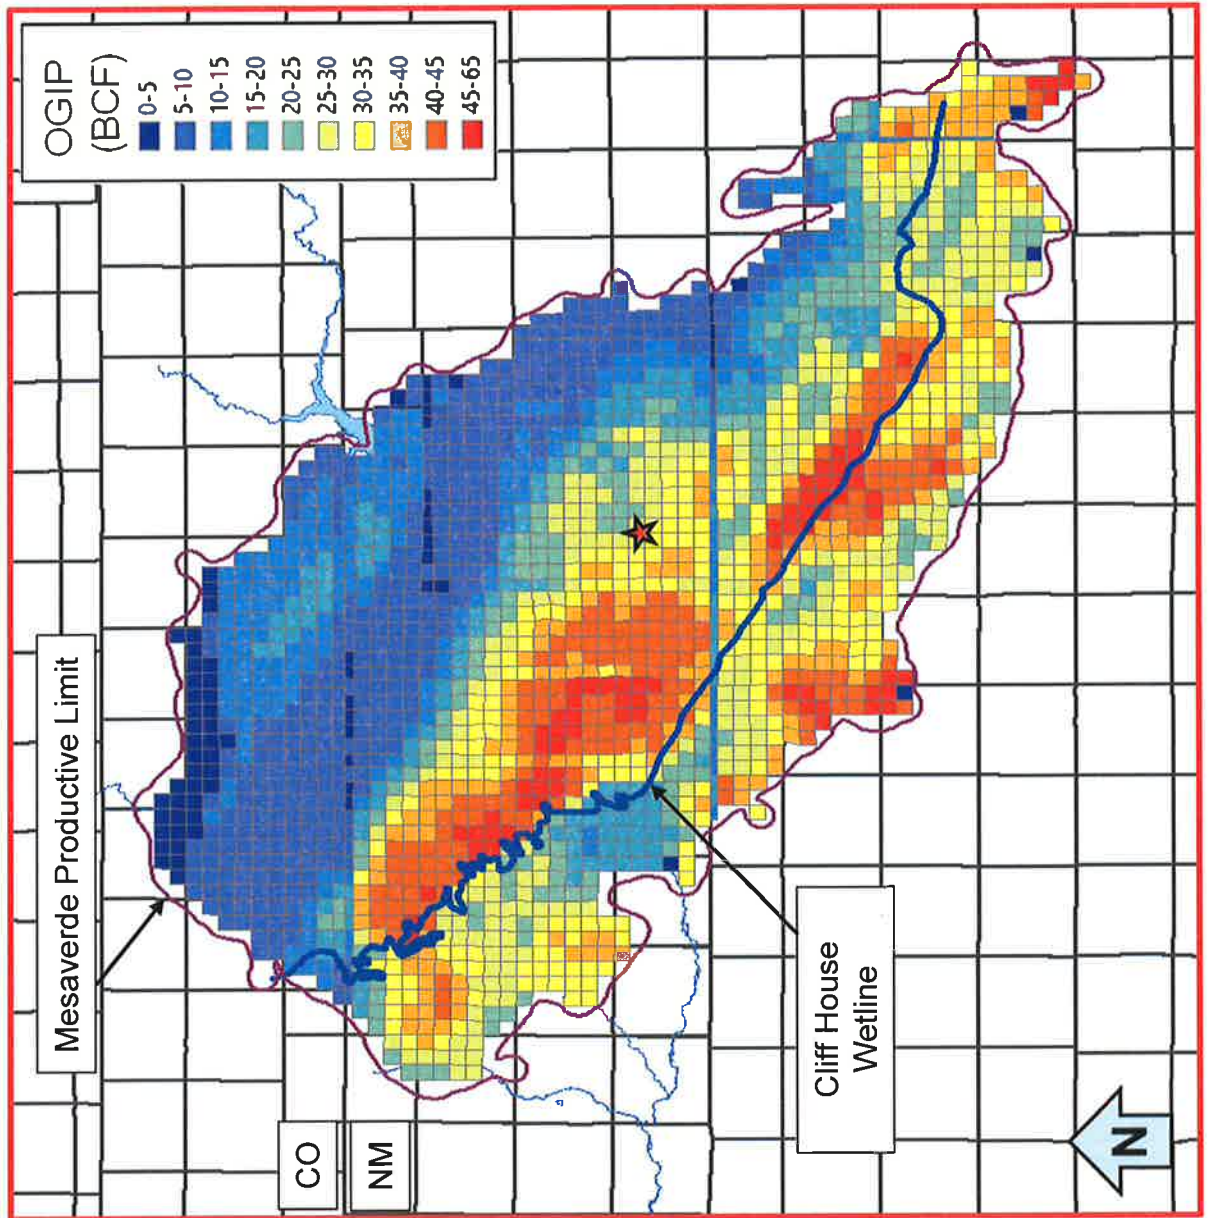 OGIP
(BCF)
0-5
5-10
10-15
15-20
20-25
25-30
30-35
35-40
40-45
45-65
Mesaverde Productive Limit
CO
NM
Cliff House
Wetline
N